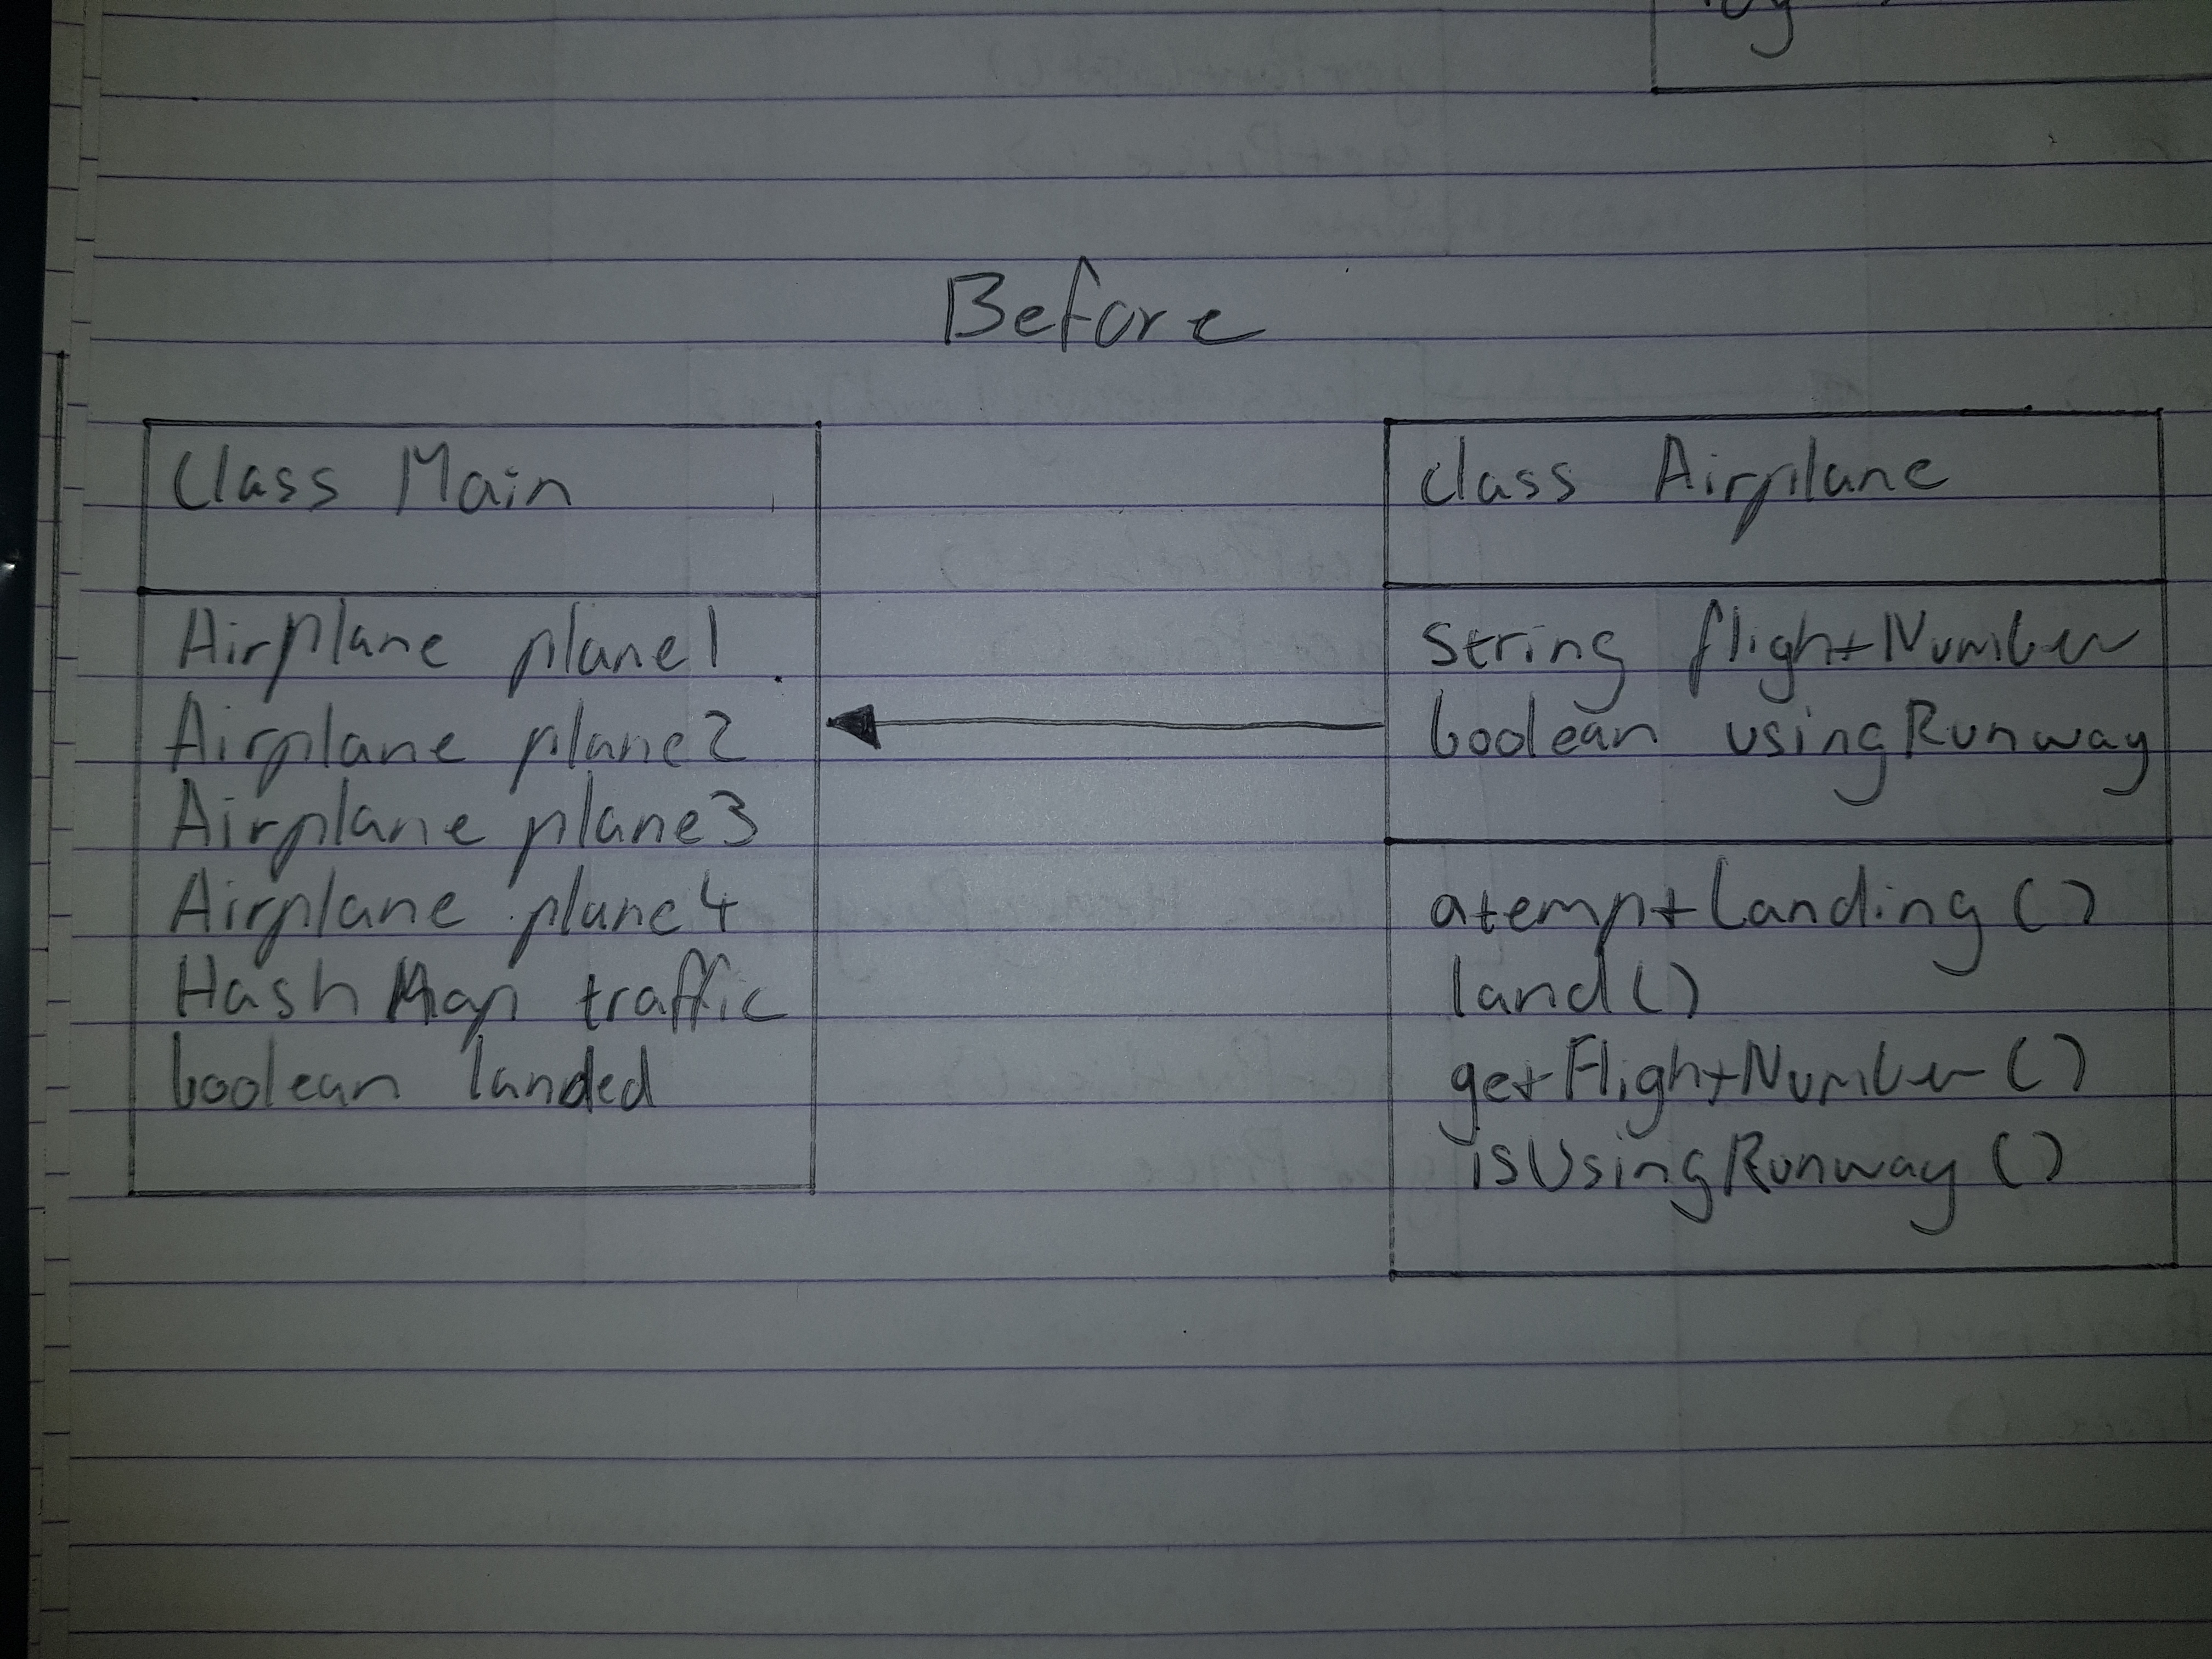 Before
Class Main
Airplane plane1
Airplane plane2
Airplane plane3
Airplane plane4
HashMap traffic
boolean landed
class Airplane
String flightNumber
boolean usingRunway
atemptLanding()
land()
getFlightNumber()
isUsingRunway()